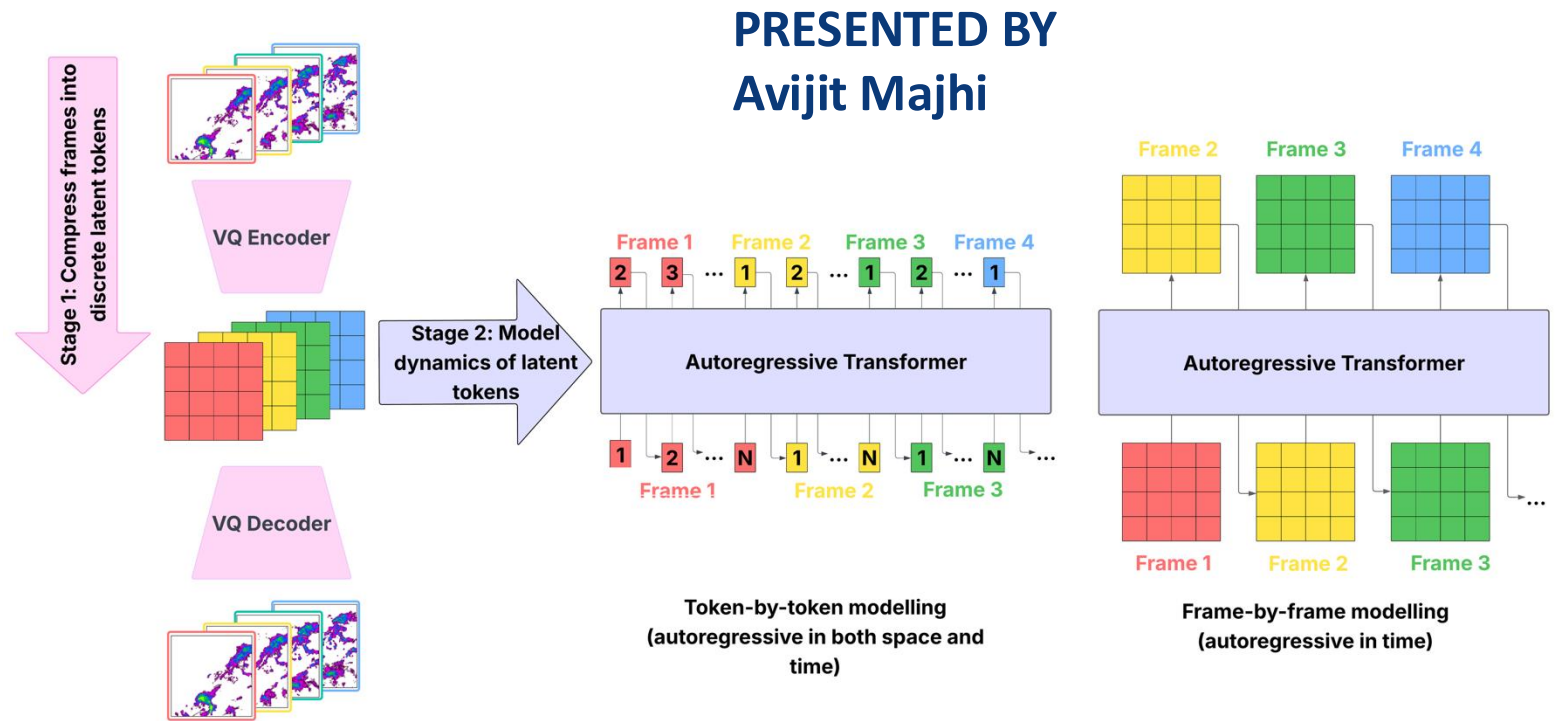 PRESENTED BY
Avijit Majhi
Stage 1: Compress frames into
discrete latent tokens
VQ Encoder
VQ Decoder
Stage 2: Model
dynamics of latent
tokens
Frame 1 Frame 2 Frame 3 Frame 4
2 3 ... 1 2 ... 1 2 ... 1
Autoregressive Transformer
1 2 ... N 1 ... N 1 ... N ...
Frame 1 Frame 2 Frame 3
Token-by-token modelling
(autoregressive in both space and
time)
Frame 2 Frame 3 Frame 4
Autoregressive Transformer
...
Frame 1 Frame 2 Frame 3
Frame-by-frame modelling
(autoregressive in time)